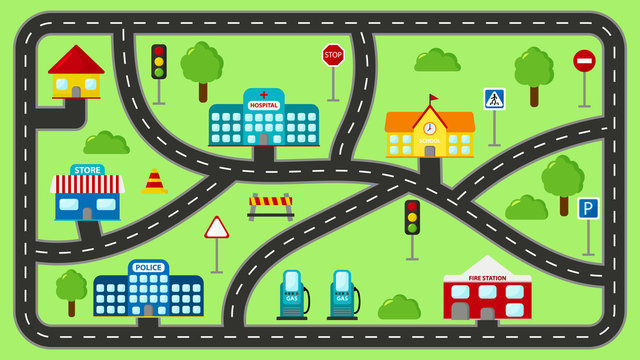 STOP
HOSPITAL
SCHOOL
STORE
P
POLICE
GAS
GAS
FIRE STATION